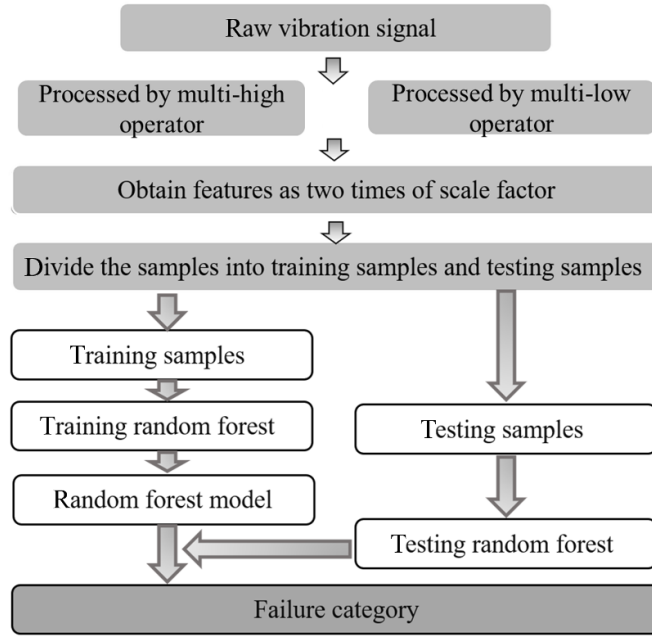 Raw vibration signal
Processed by multi-high
operator
Processed by multi-low
operator
Obtain features as two times of scale factor
Divide the samples into training samples and testing samples
Training samples
Training random forest
Random forest model
Testing samples
Testing random forest
Failure category